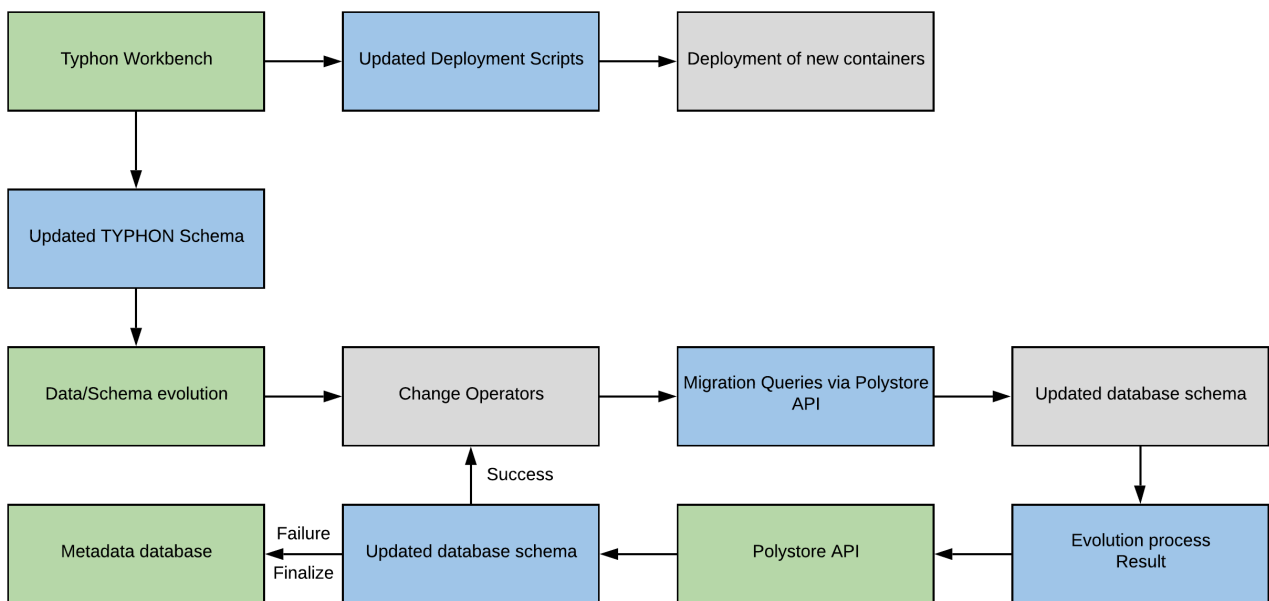 Typhon Workbench
Updated Deployment Scripts
Deployment of new containers
Updated TYPHON Schema
Data/Schema evolution
Change Operators
Migration Queries via Polystore
API
Updated database schema
Success
Metadata database
Failure
Finalize
Updated database schema
Polystore API
Evolution process
Result